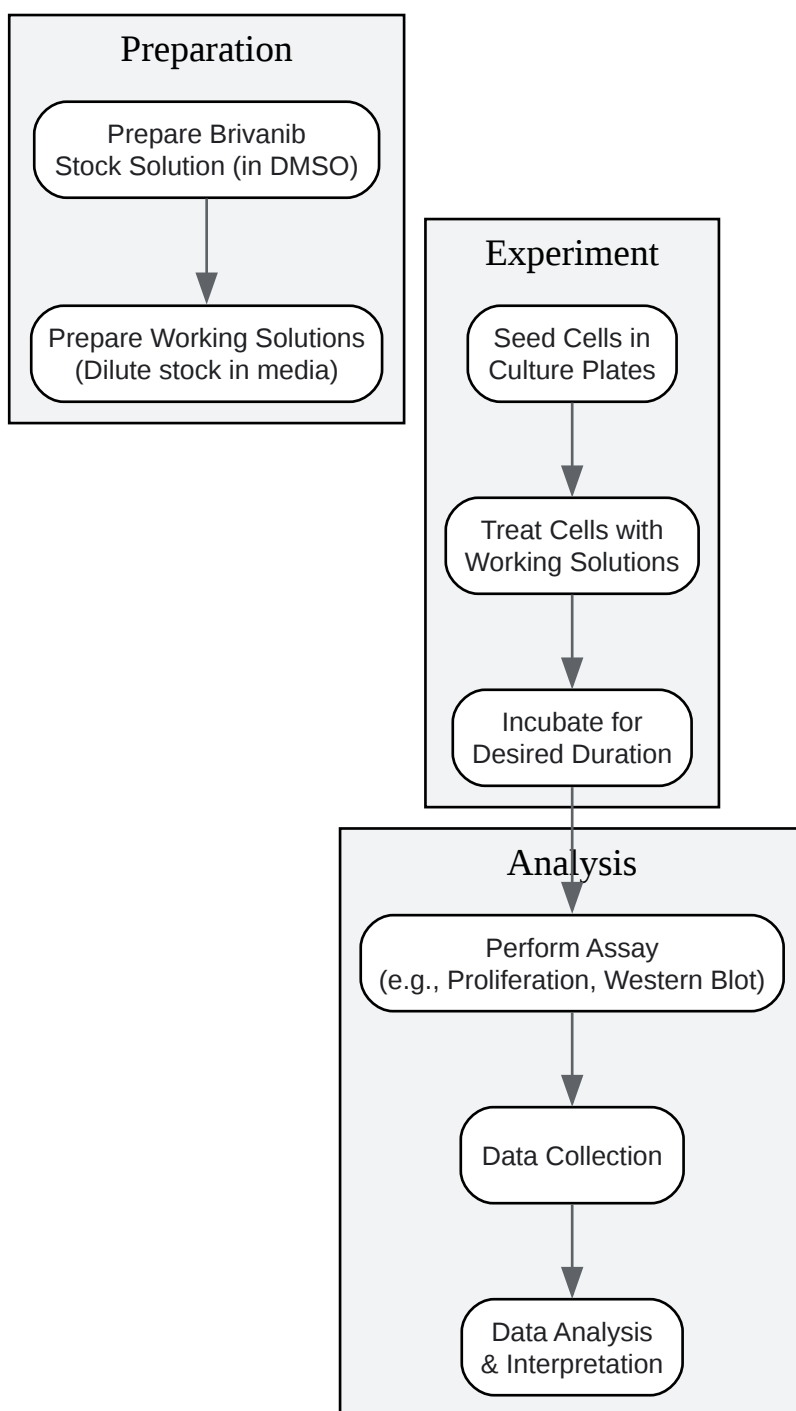 Preparation
Prepare Brivanib
Stock Solution (in DMSO)
Prepare Working Solutions
(Dilute stock in media)
Experiment
Seed Cells in
Culture Plates
Treat Cells with
Working Solutions
Incubate for
Desired Duration
Analysis
Perform Assay
(e.g., Proliferation, Western Blot)
Data Collection
Data Analysis
& Interpretation